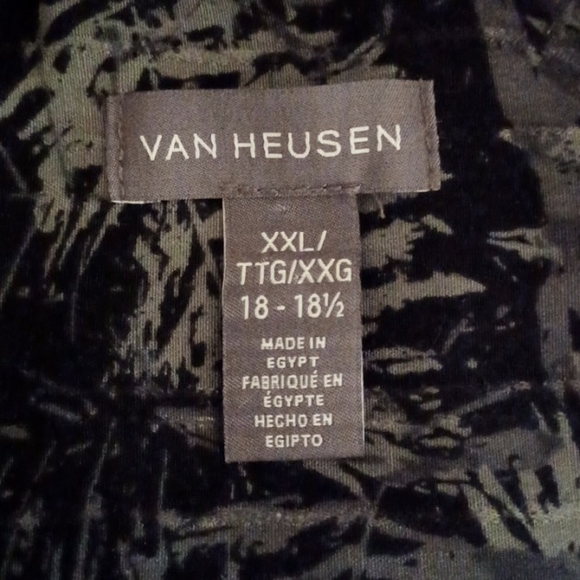 VAN HEUSEN
XXL/
TTG/XXG
18 - 18½
MADE IN
EGYPT
FABRIQUÉ EN
ÉGYPTE
HECHO EN
EGIPTO